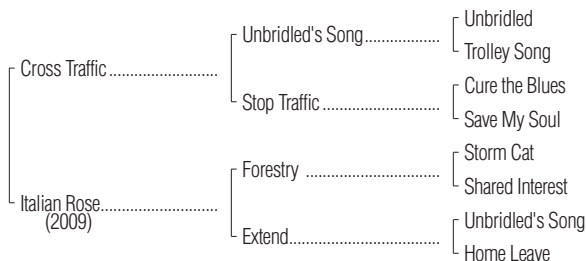 Unbridled
Unbridled's Song
Trolley Song
Cross Traffic
Cure the Blues
Stop Traffic
Save My Soul
Storm Cat
Forestry
Shared Interest
Italian Rose
(2009)
Unbridled's Song
Extend
Home Leave